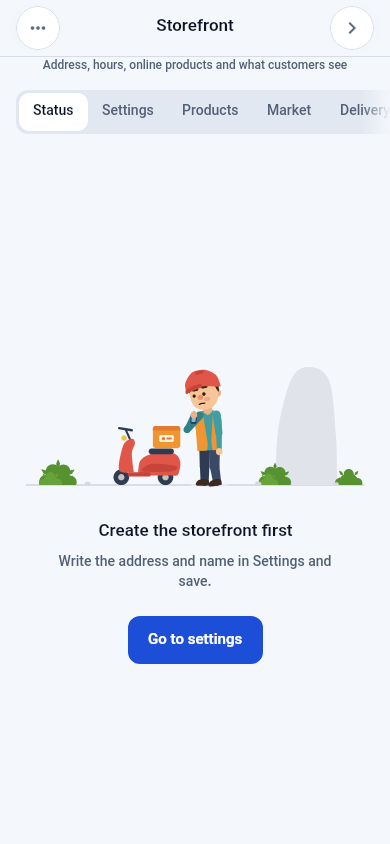 Storefront
Address, hours, online products and what customers see
Status Settings Products Market Delivery
Create the storefront first
Write the address and name in Settings and
save.
Go to settings